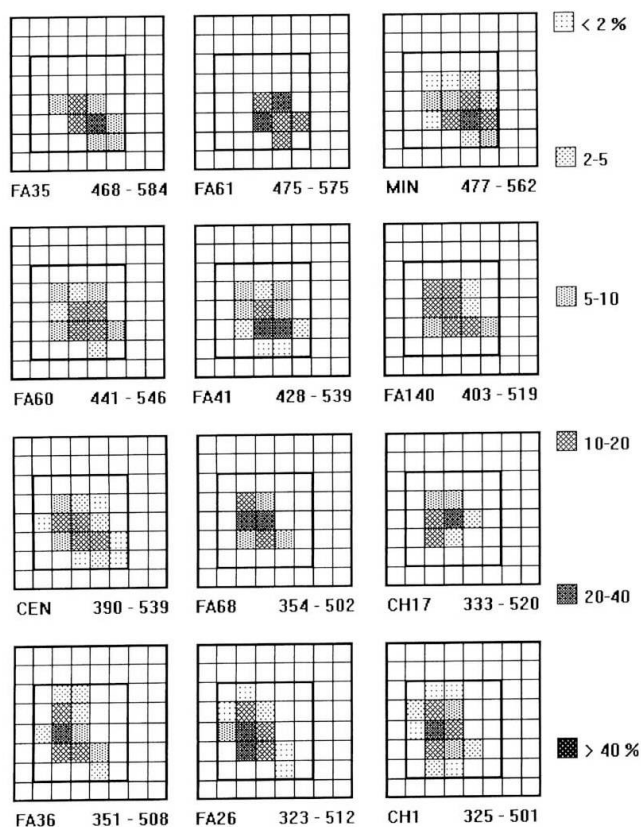 < 2 %
2-5
FA35 468 - 584 FA61 475 - 575 MIN 477 - 562
5-10
FA60 441 - 546 FA41 428 - 539 FA140 403 - 519
10-20
CEN 390 - 539 FA68 354 - 502 CH17 333 - 520
20-40
> 40 %
FA36 351 - 508 FA26 323 - 512 CH1 325 - 501